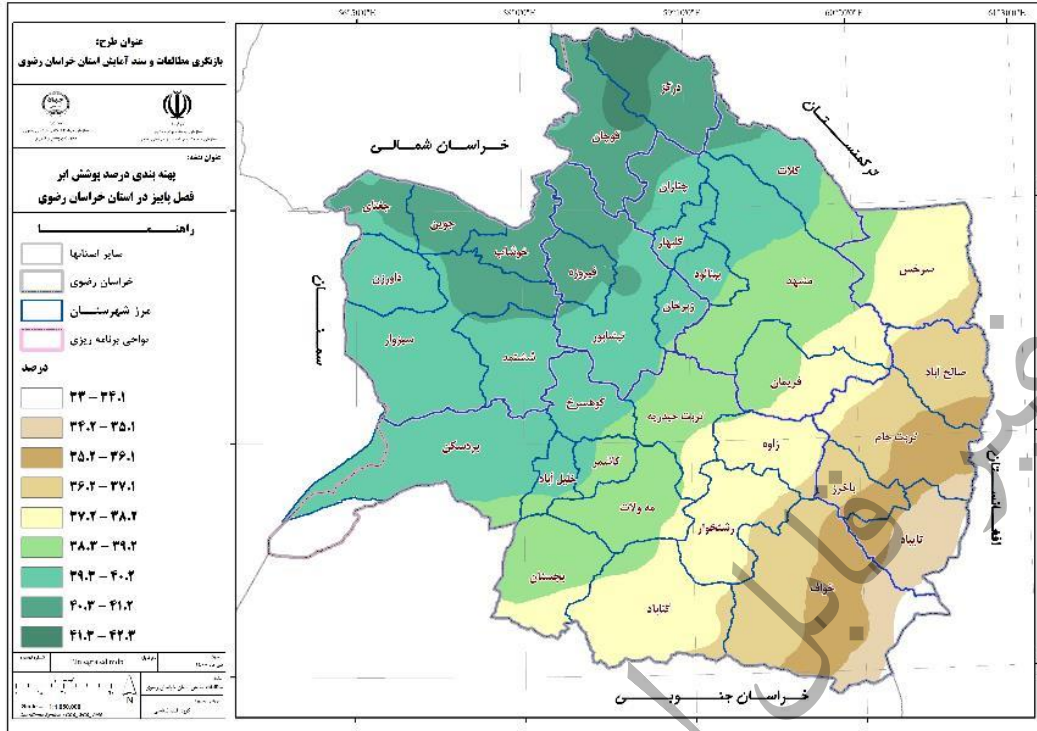 عنوان طرح:
بازنگری مطالعات و سند آمایش استان خراسان رضوی
عنوان نقشه:
پهنه بندی درصد پوشش ابر
فصل پاییز در استان خراسان رضوی
راهنما
سایر استانها
خراسان رضوی
مرز شهرستان
نواحی برنامه ریزی
درصد
۳۳ – ۳۴.۱
۳۴.۲ – ۳۵.۱
۳۵.۲ – ۳۶.۱
۳۶.۲ – ۳۷.۱
۳۷.۲ – ۳۸.۲
۳۸.۳ – ۳۹.۲
۳۹.۳ – ۴۰.۲
۴۰.۳ – ۴۱.۲
۴۱.۳ – ۴۲.۳
N
خراسان شمالی
ترکمنستان
سمنان
افغانستان
خراسان جنوبی
درگز
قوچان
کلات
چناران
جغتای
جوین
خوشاب
گلبهار
سرخس
فیروزه
بینالود
مشهد
داورزن
زبرخان
سبزوار
نیشابور
ششتمد
صالح آباد
فریمان
کوهسرخ
تربت حیدریه
تربت جام
زاوه
بردسکن
کاشمر
خلیل آباد
باخرز
مه ولات
رشتخوار
تایباد
بجستان
خواف
گناباد
غیر قابل